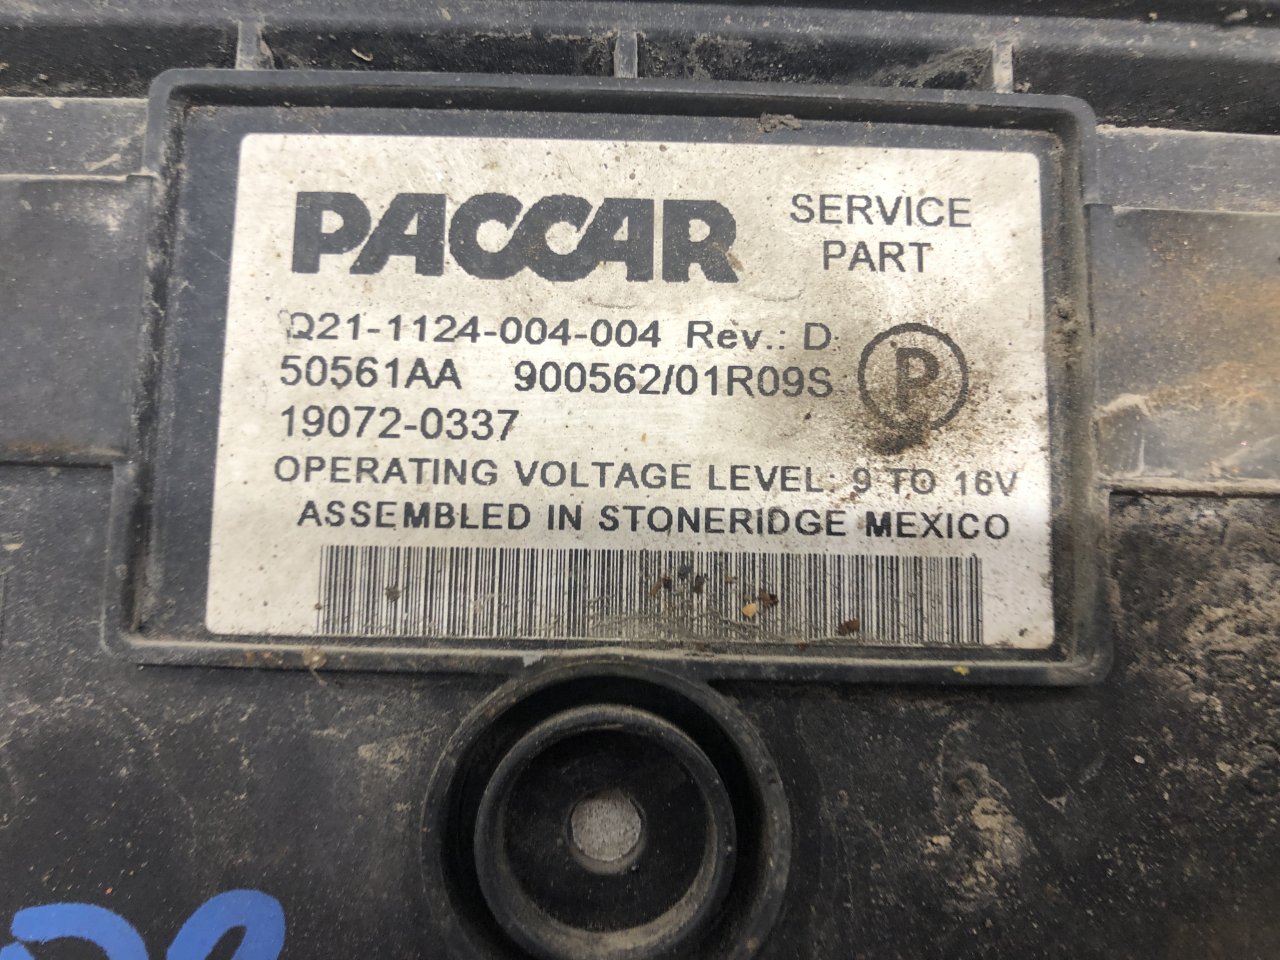 PACCAR SERVICE PART
Q21-1124-004-004 Rev.: D
P
50561AA 900562/01R09S
19072-0337
OPERATING VOLTAGE LEVEL: 9 TO 16V
ASSEMBLED IN STONERIDGE MEXICO